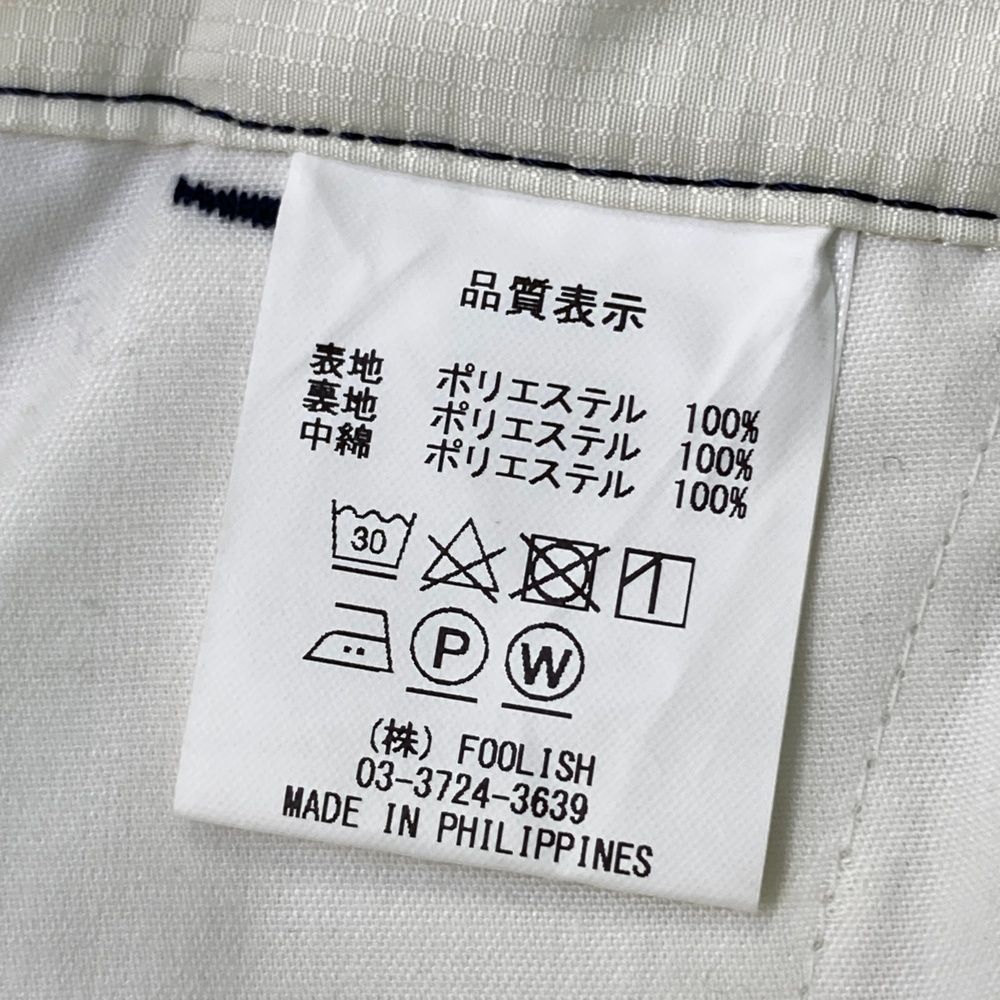 品質表示
表地 ポリエステル 100%
裏地 ポリエステル 100%
中綿 ポリエステル 100%
30
P W
(株) FOOLISH
03-3724-3639
MADE IN PHILIPPINES